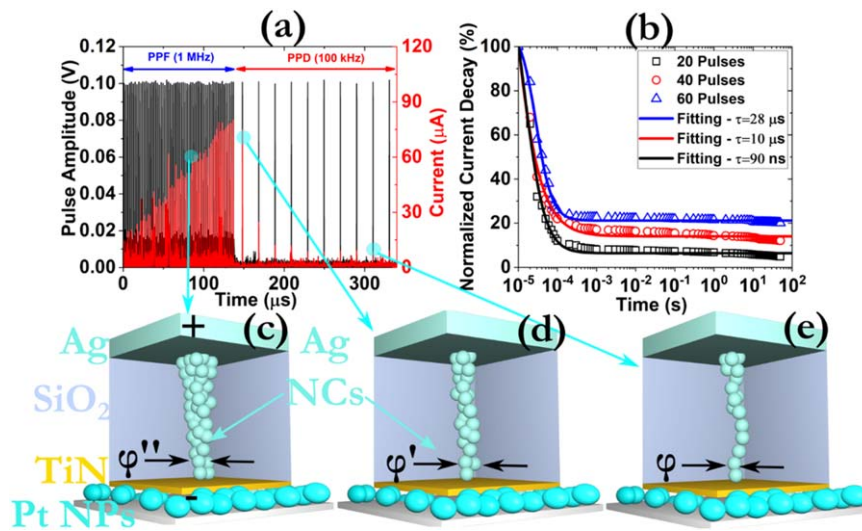 (a)
PPF (1 MHz)
PPD (100 kHz)
Pulse Amplitude (V)
0.12
0.10
0.08
0.06
0.04
0.02
0.00
120
90
60
30
0
Current (μA)
0
100
200
300
Time (μs)
(b)
Normalized Current Decay (%)
100
80
60
40
20
0
20 Pulses
40 Pulses
60 Pulses
Fitting - τ=28 μs
Fitting - τ=10 μs
Fitting - τ=90 ns
10⁻⁵ 10⁻⁴ 10⁻³ 10⁻² 10⁻¹ 10⁰ 10¹ 10²
Time (s)
(c)
+
Ag
SiO₂
TiN
Pt NPs
φ''
-
Ag
NCs
(d)
φ'
(e)
φ